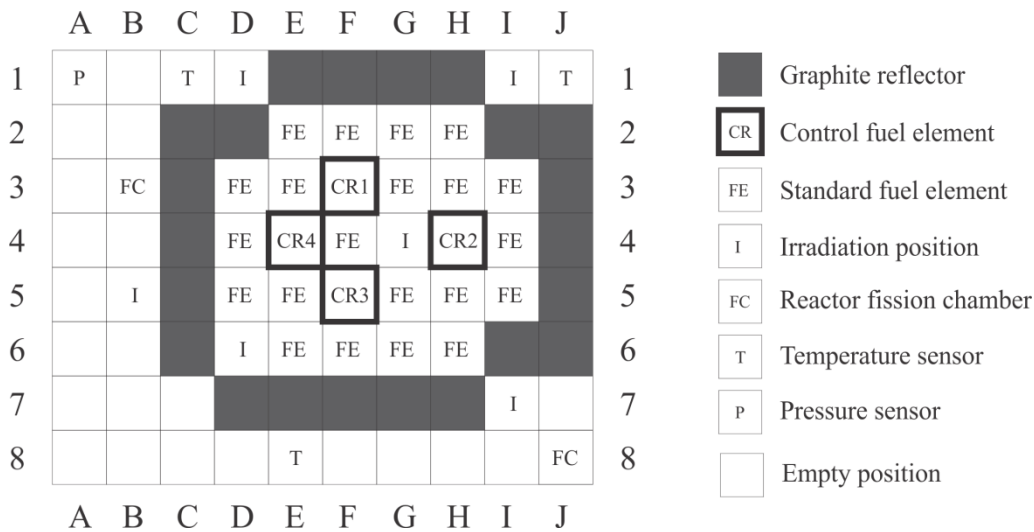 A B C D E F G H I J
1 P T I I T 1
2 FE FE FE FE 2
3 FC FE FE CR1 FE FE FE 3
4 FE CR4 FE I CR2 FE 4
5 I FE FE CR3 FE FE FE 5
6 I FE FE FE FE 6
7 I 7
8 T FC 8
A B C D E F G H I J
Graphite reflector
CR Control fuel element
FE Standard fuel element
I Irradiation position
FC Reactor fission chamber
T Temperature sensor
P Pressure sensor
Empty position